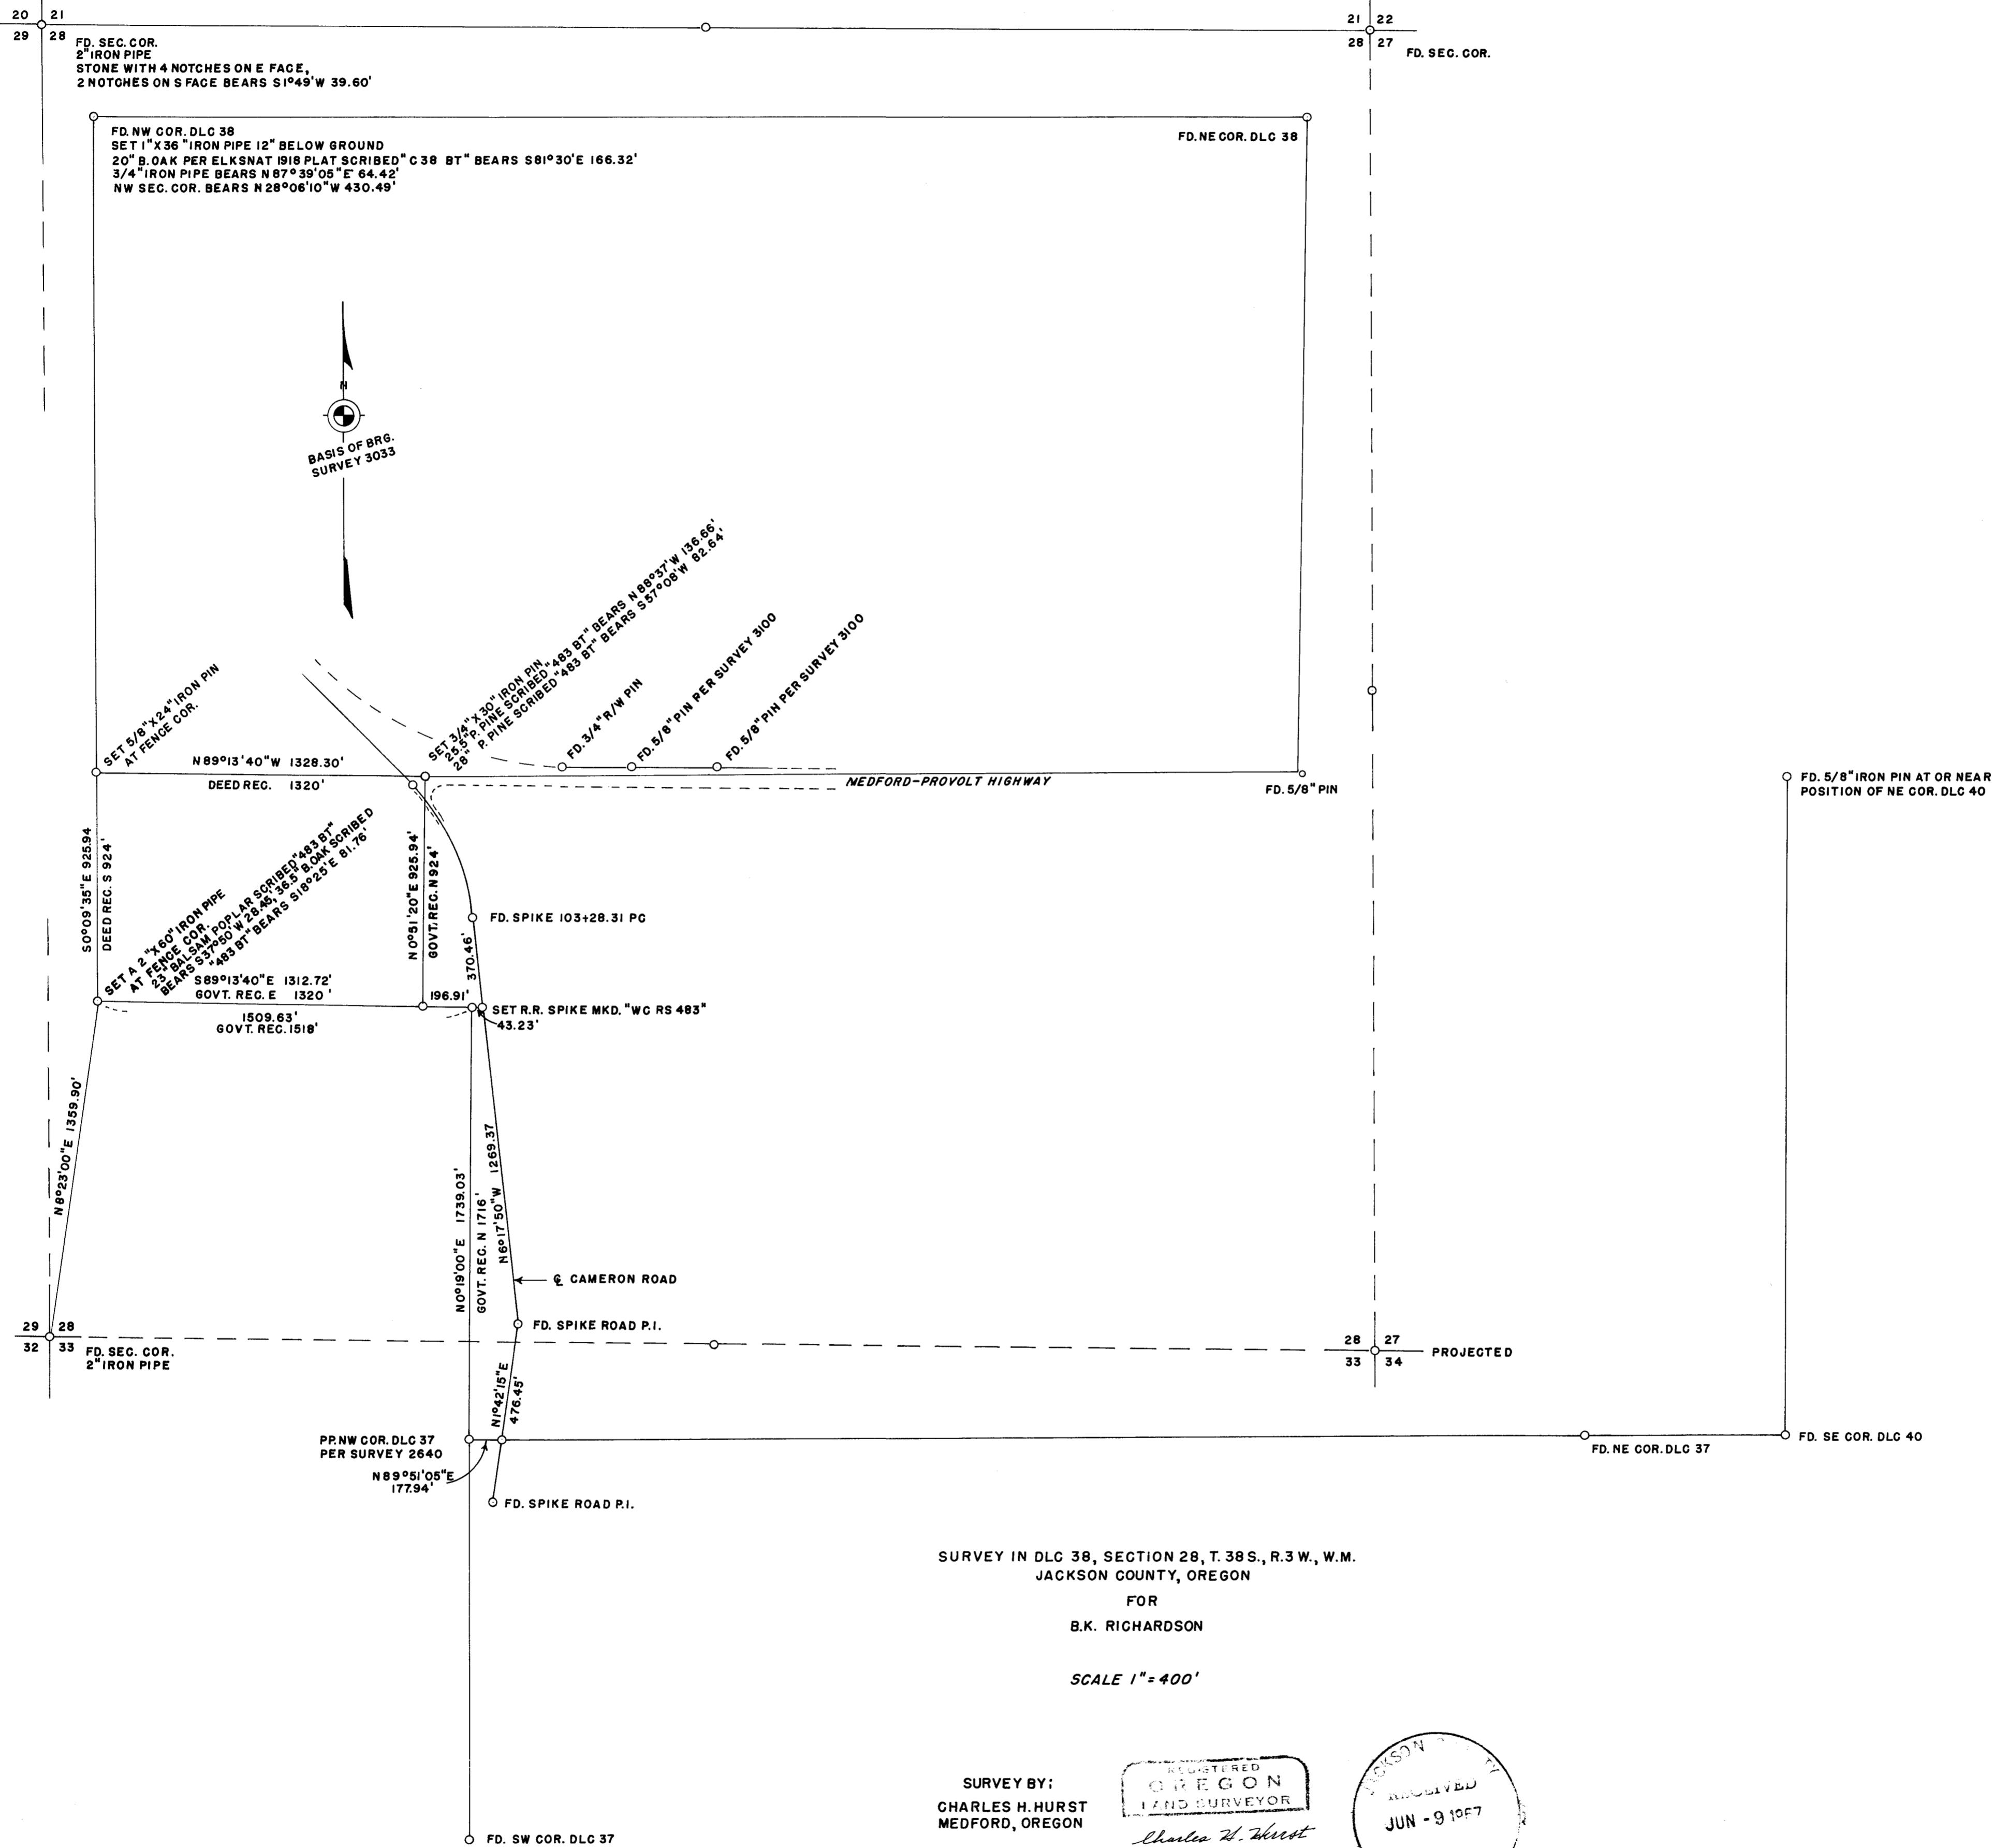 20 21
29 28
FD. SEC. COR.
2" IRON PIPE
STONE WITH 4 NOTCHES ON E FACE,
2 NOTCHES ON S FACE BEARS S1°49'W 39.60'
21 22
28 27
FD. SEC. COR.
FD. NW COR. DLC 38
SET 1"X36" IRON PIPE 12" BELOW GROUND
20" B.OAK PER ELKSNAT 1918 PLAT SCRIBED "C38 BT" BEARS S81°30'E 166.32'
3/4" IRON PIPE BEARS N87°39'05"E 64.42'
NW SEC. COR. BEARS N28°06'10"W 430.49'
FD. NE COR. DLC 38
N
BASIS OF BRG.
SURVEY 3033
SET 5/8"X24" IRON PIN
AT FENCE COR.
SET 3/4"X30" IRON PIN
25.5" P. PINE SCRIBED "483 BT" BEARS N88°37'W 136.66'
28" P. PINE SCRIBED "483 BT" BEARS S57°08'W 82.64'
FD. 3/4" R/W PIN
FD. 5/8" PIN PER SURVEY 3100
FD. 5/8" PIN PER SURVEY 3100
N89°13'40"W 1328.30'
DEED REC. 1320'
MEDFORD-PROVOLT HIGHWAY
FD. 5/8" PIN
FD. 5/8" IRON PIN AT OR NEAR
POSITION OF NE COR. DLC 40
S0°09'35"E 925.94
DEED REC. S 924'
SET A 2"X60" IRON PIPE
AT FENCE COR.
23" BALSAM POPLAR SCRIBED "483 BT"
BEARS S37°50'W 28.45', 36.5" B.OAK SCRIBED
"483 BT" BEARS S18°25'E 81.76'
N0°51'20"E 925.94'
GOVT. REC. N 924'
FD. SPIKE 103+28.31 PC
370.46'
S89°13'40"E 1312.72'
GOVT. REC. E 1320'
196.91'
SET R.R. SPIKE MKD. "WC RS 483"
43.23'
1509.63'
GOVT. REC. 1518'
N8°23'00"E 1359.90'
N0°19'00"E 1739.03'
GOVT. REC. N 1716'
N6°17'50"W 1269.37
℄ CAMERON ROAD
FD. SPIKE ROAD P.I.
29 28
32 33
FD. SEC. COR.
2" IRON PIPE
28 27
33 34
PROJECTED
N1°42'15"E
476.45'
PP. NW COR. DLC 37
PER SURVEY 2640
N89°51'05"E
177.94'
FD. NE COR. DLC 37
FD. SE COR. DLC 40
FD. SPIKE ROAD P.I.
SURVEY IN DLC 38, SECTION 28, T. 38 S., R.3 W., W.M.
JACKSON COUNTY, OREGON
FOR
B.K. RICHARDSON
SCALE 1"=400'
SURVEY BY:
CHARLES H. HURST
MEDFORD, OREGON
REGISTERED
OREGON
LAND SURVEYOR
Charles H. Hurst
JACKSON
RECEIVED
JUN - 9 1967
FD. SW COR. DLC 37